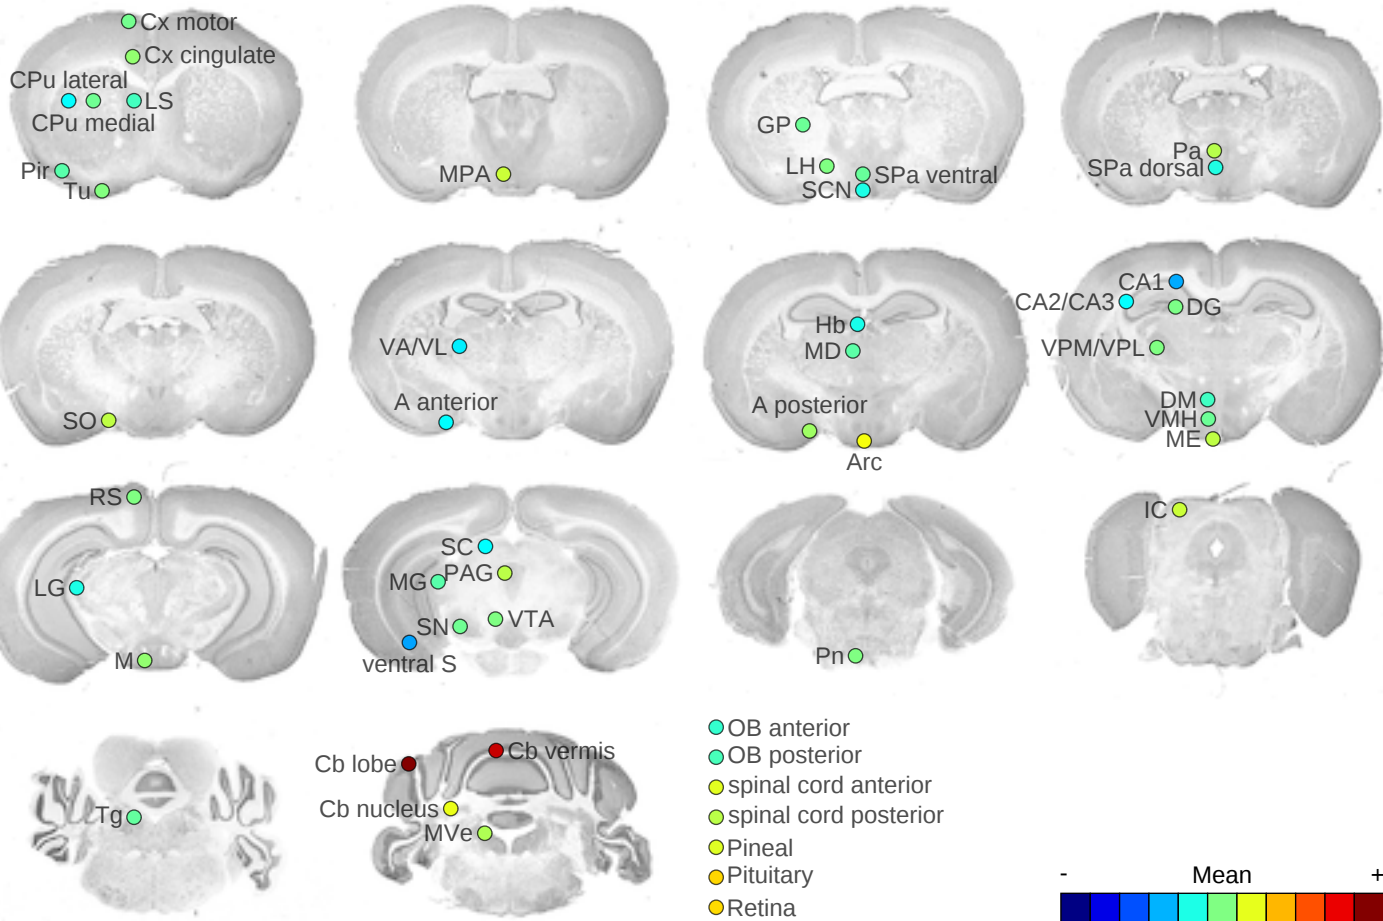 Cx motor
Cx cingulate
CPu lateral
LS
CPu medial
Pir
Tu
MPA
GP
LH
SPa ventral
SCN
Pa
SPa dorsal
SO
VA/VL
A anterior
Hb
MD
A posterior
Arc
CA1
CA2/CA3
DG
VPM/VPL
DM
VMH
ME
RS
LG
M
SC
PAG
MG
VTA
SN
ventral S
Pn
IC
Tg
Cb lobe
Cb vermis
Cb nucleus
MVe
OB anterior
OB posterior
spinal cord anterior
spinal cord posterior
Pineal
Pituitary
Retina
- Mean +